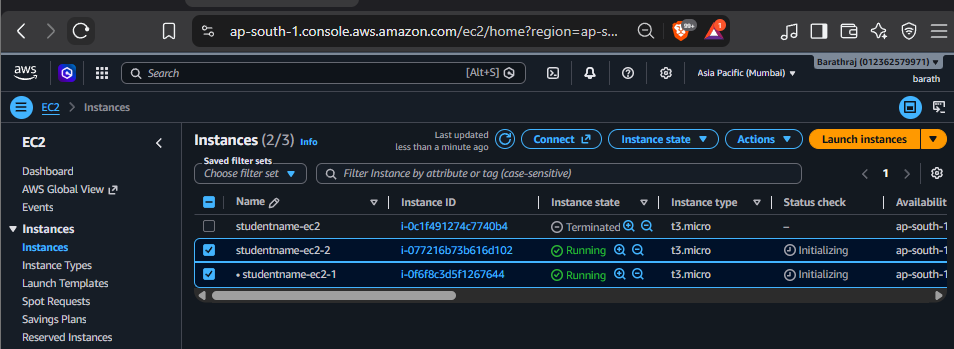 ap-south-1.console.aws.amazon.com/ec2/home?region=ap-s...
99+
1
aws
Search
[Alt+S]
Asia Pacific (Mumbai)
Barathraj (012362579971)
barath
EC2 > Instances
EC2
Dashboard
AWS Global View
Events
Instances
Instances
Instance Types
Launch Templates
Spot Requests
Savings Plans
Reserved Instances
Instances (2/3) Info
Last updated
less than a minute ago
Connect
Instance state
Actions
Launch instances
Saved filter sets
Choose filter set
Filter Instance by attribute or tag (case-sensitive)
1
Name Instance ID Instance state Instance type Status check Availabilit
studentname-ec2 i-0c1f491274c7740b4 Terminated t3.micro – ap-south-1
studentname-ec2-2 i-077216b73b616d102 Running t3.micro Initializing ap-south-1
• studentname-ec2-1 i-0f6f8c3d5f1267644 Running t3.micro Initializing ap-south-1